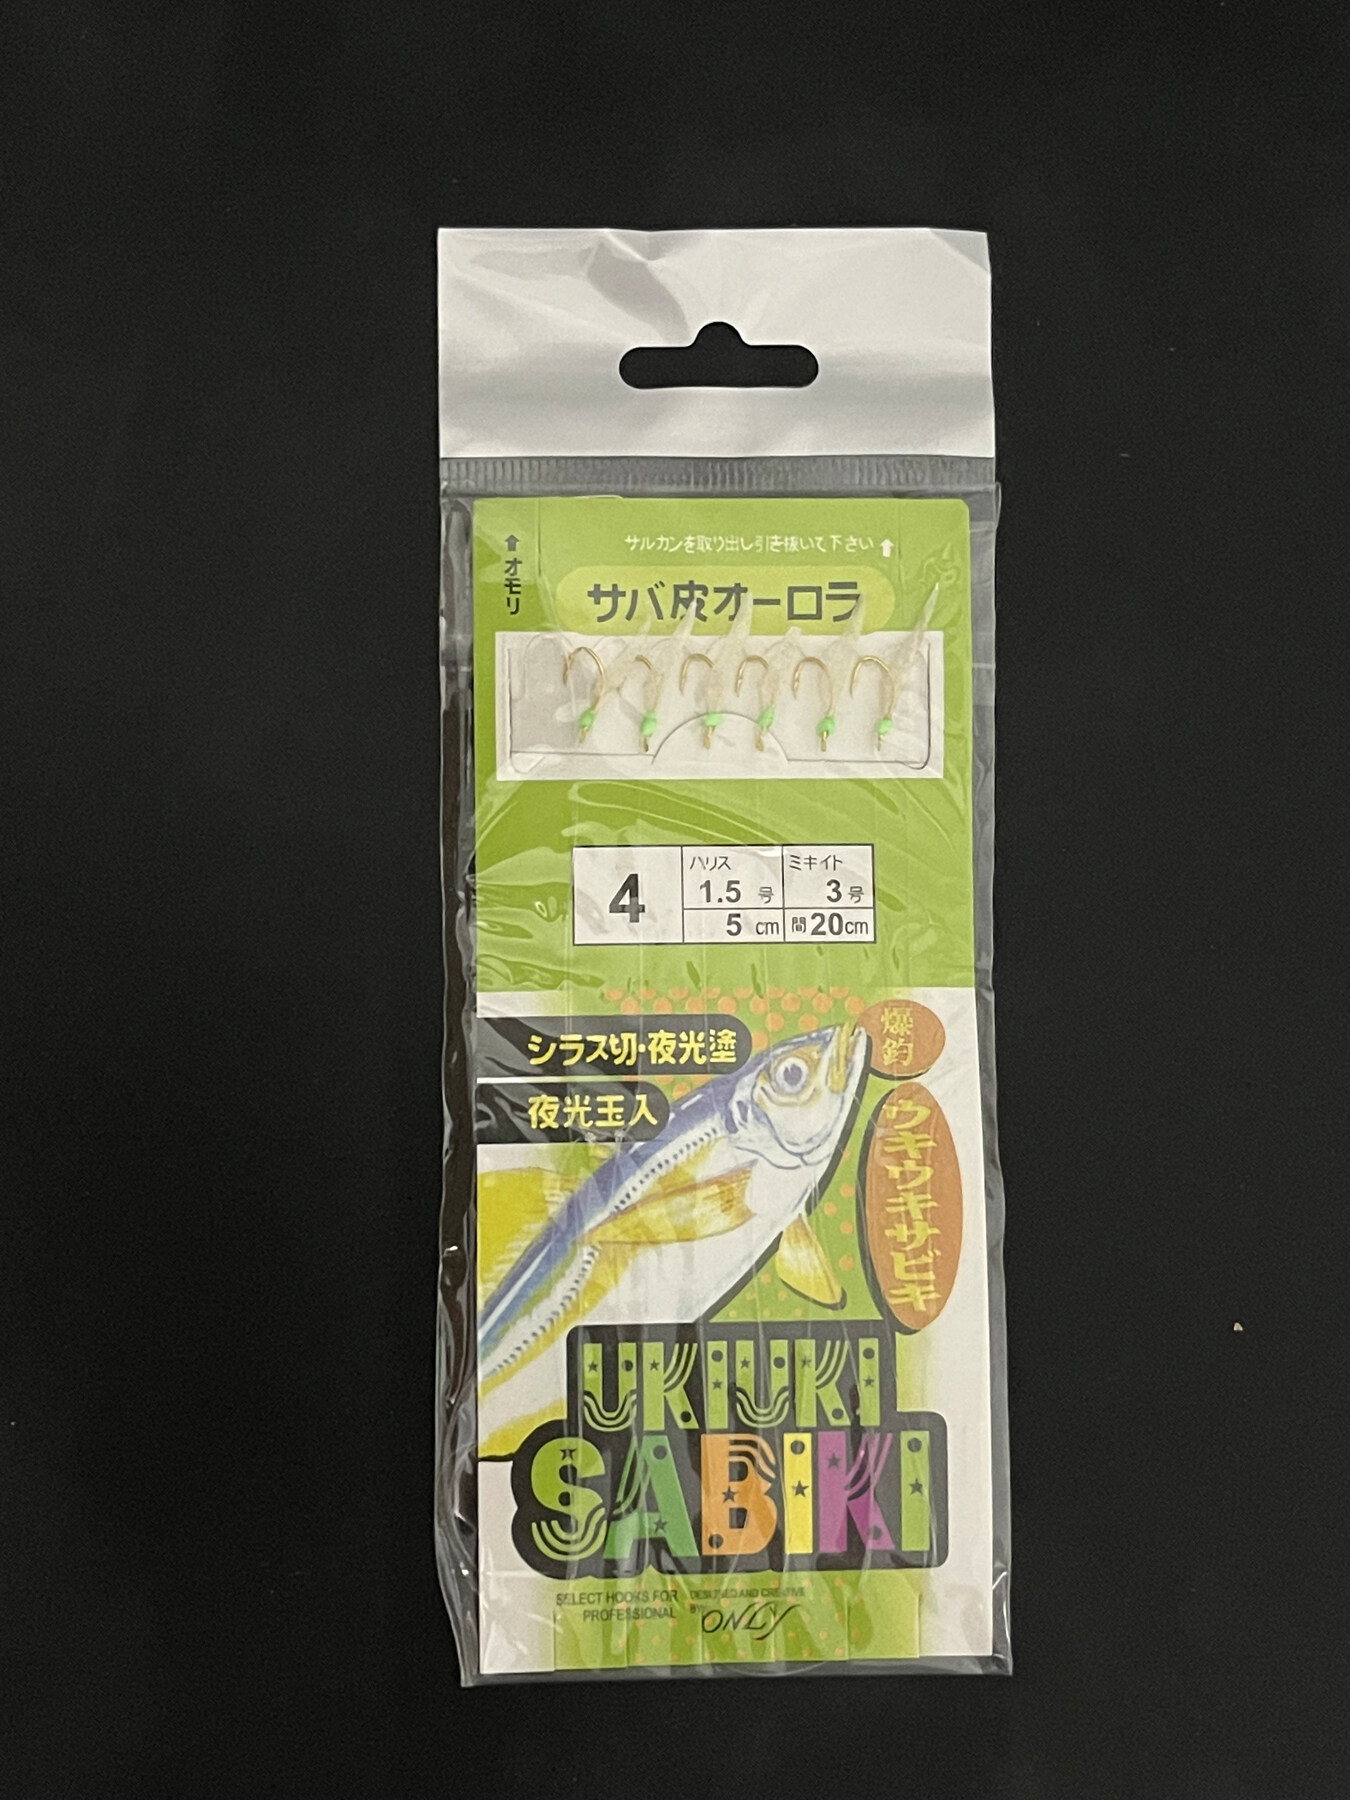 サルカンを取り出し引き抜いて下さい
オモリ
サバ皮オーロラ
4
ハリス
1.5 号
5 cm
ミキイト
3 号
間 20cm
シラス切・夜光塗
夜光玉入
爆釣
ウキウキサビキ
UKIUKI
SABIKI
SELECT HOOKS FOR
PROFESSIONAL
DESIGNED AND CREATIVE
BY:
ONLY